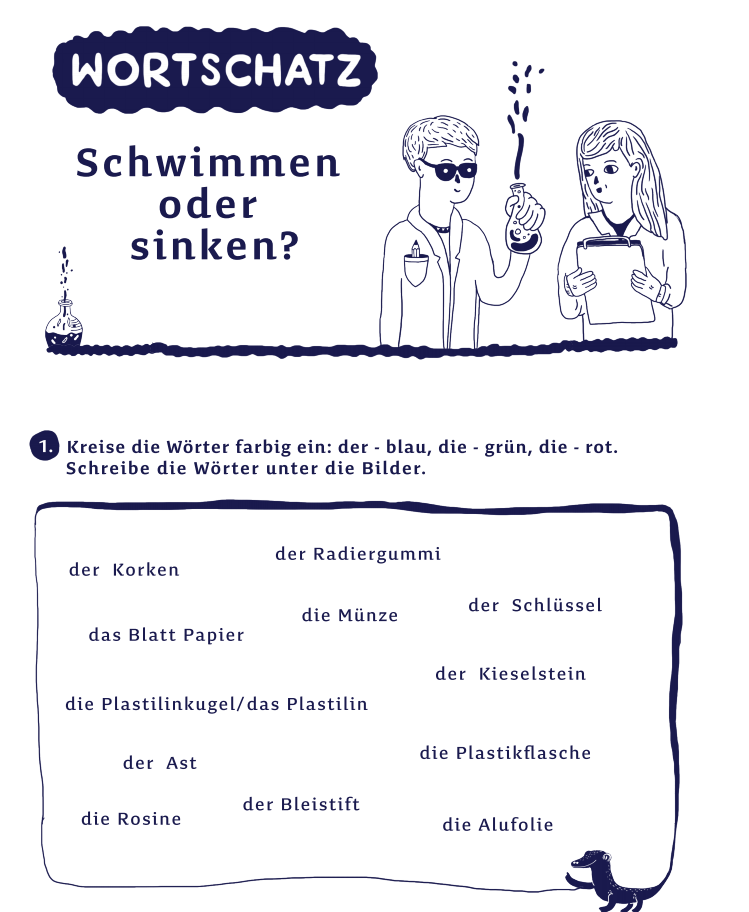 WORTSCHATZ
Schwimmen
oder
sinken?
1. Kreise die Wörter farbig ein: der - blau, die - grün, die - rot.
Schreibe die Wörter unter die Bilder.
der Radiergummi
der Korken
der Schlüssel
die Münze
das Blatt Papier
der Kieselstein
die Plastilinkugel/das Plastilin
die Plastikflasche
der Ast
der Bleistift
die Rosine
die Alufolie